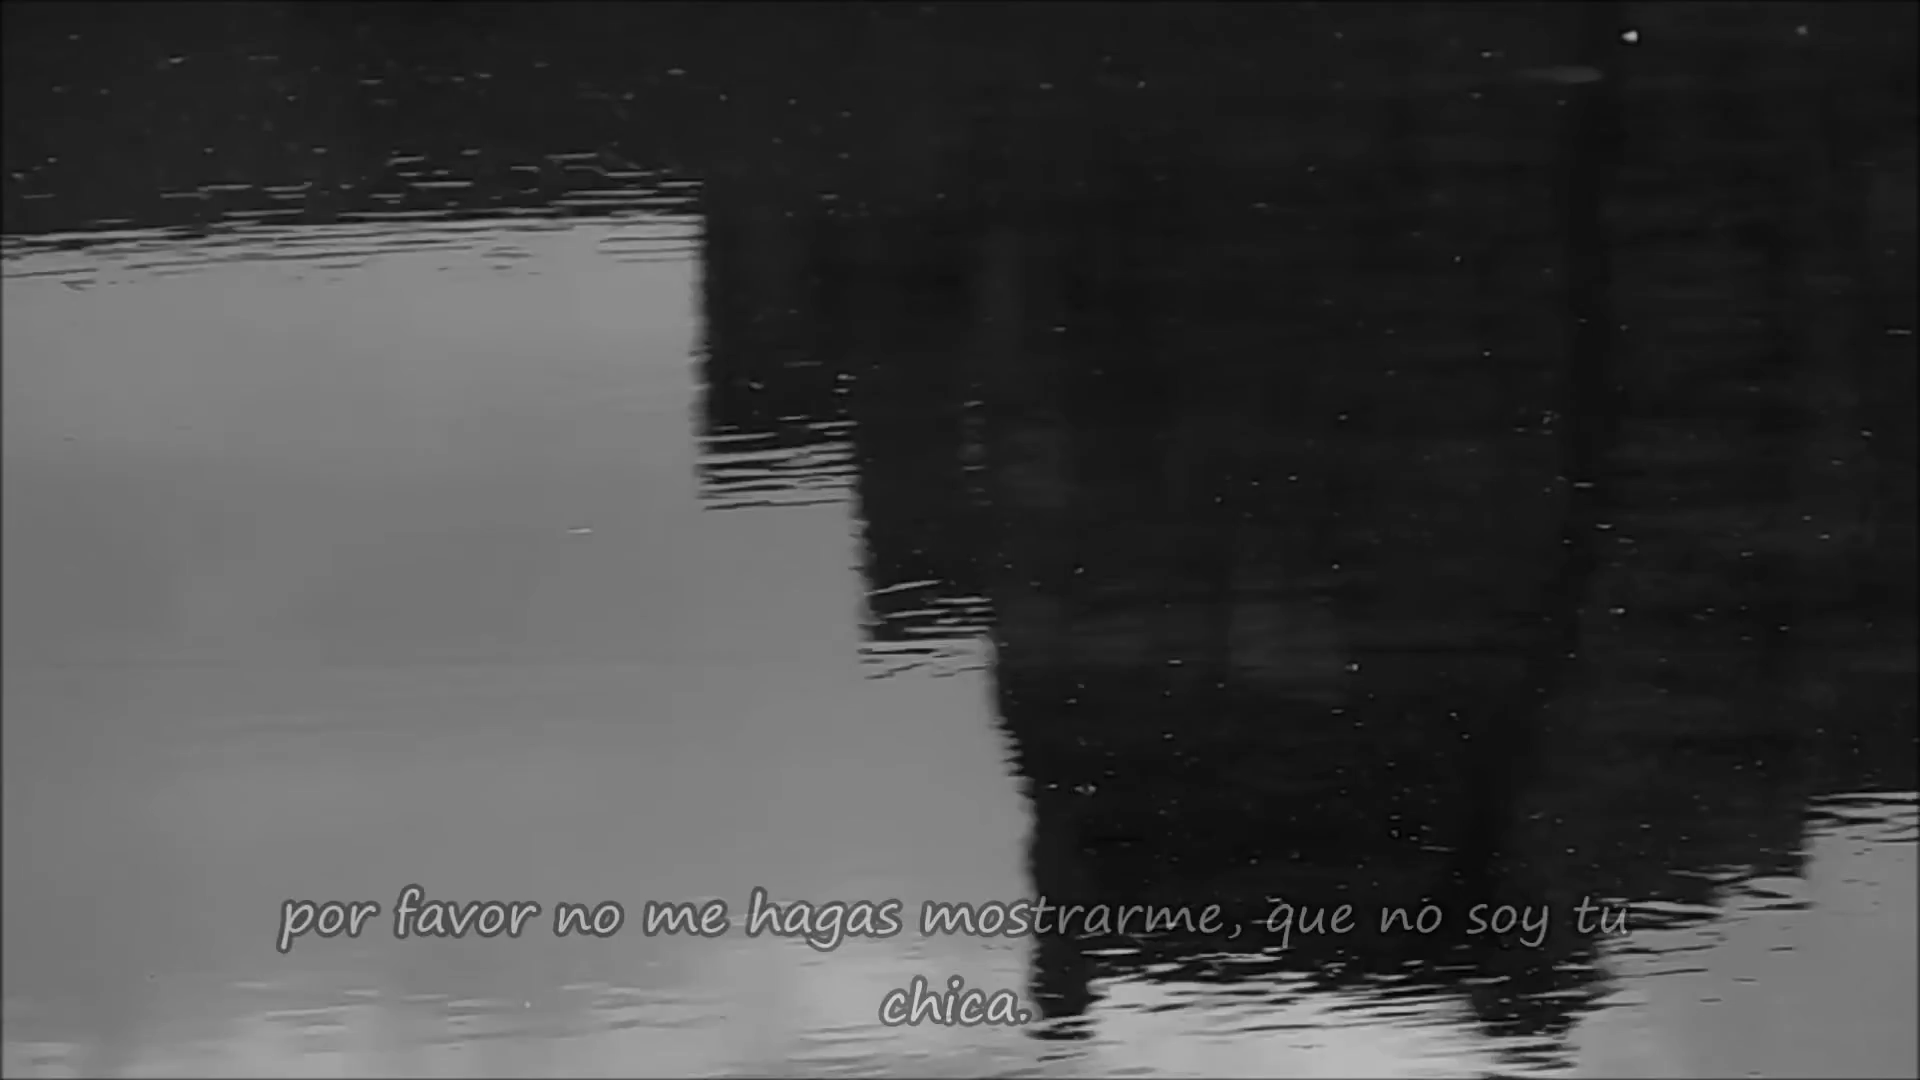 por favor no me hagas mostrarme, que no soy tu
chica.